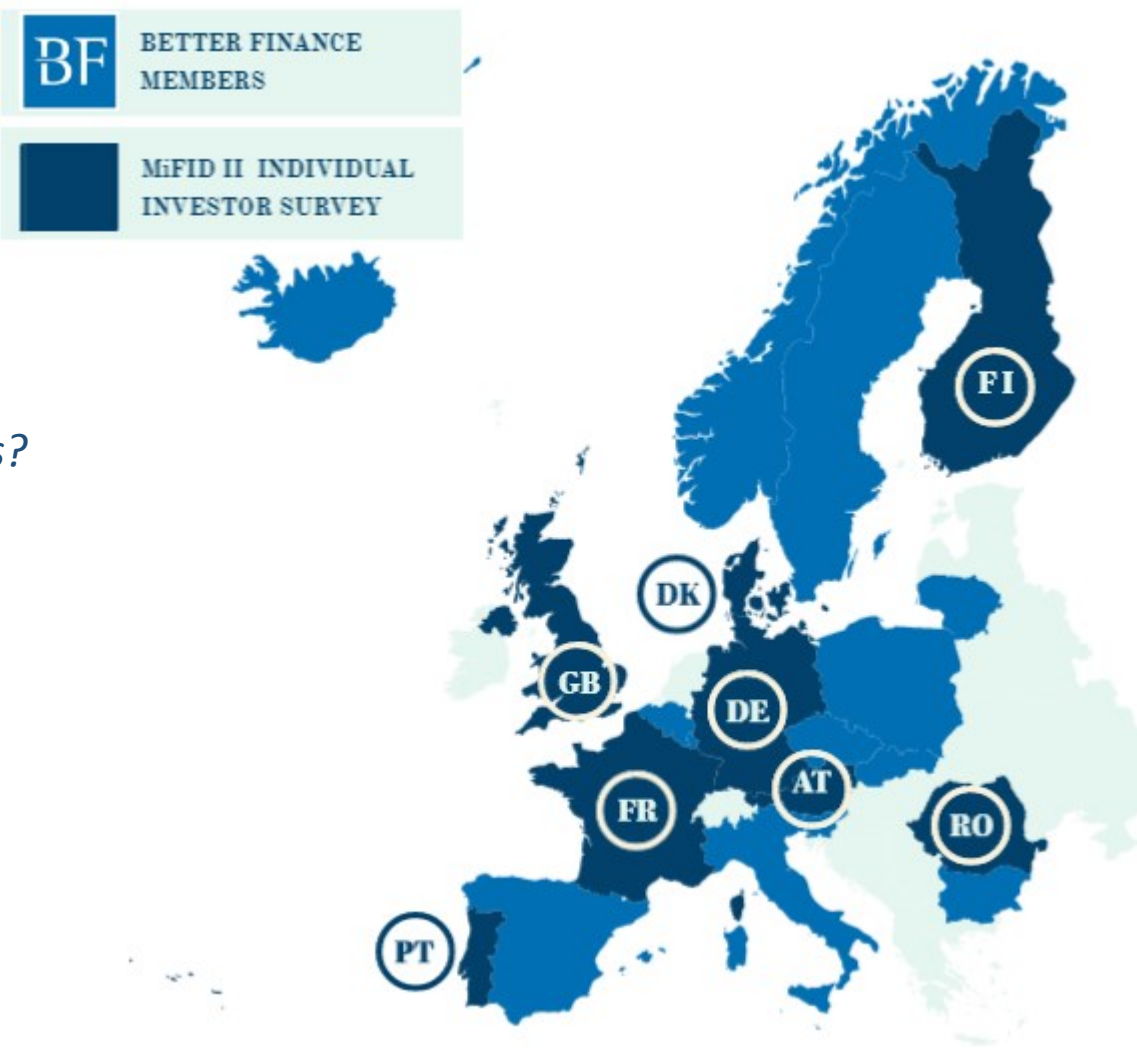 BF
BETTER FINANCE
MEMBERS
MiFID II INDIVIDUAL
INVESTOR SURVEY
s?
FI
DK
GB
DE
AT
FR
RO
PT